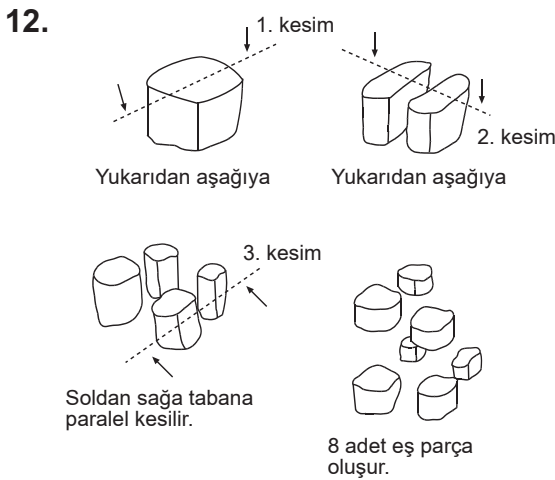 12.
1. kesim
2. kesim
Yukarıdan aşağıya
Yukarıdan aşağıya
3. kesim
Soldan sağa tabana
paralel kesilir.
8 adet eş parça
oluşur.